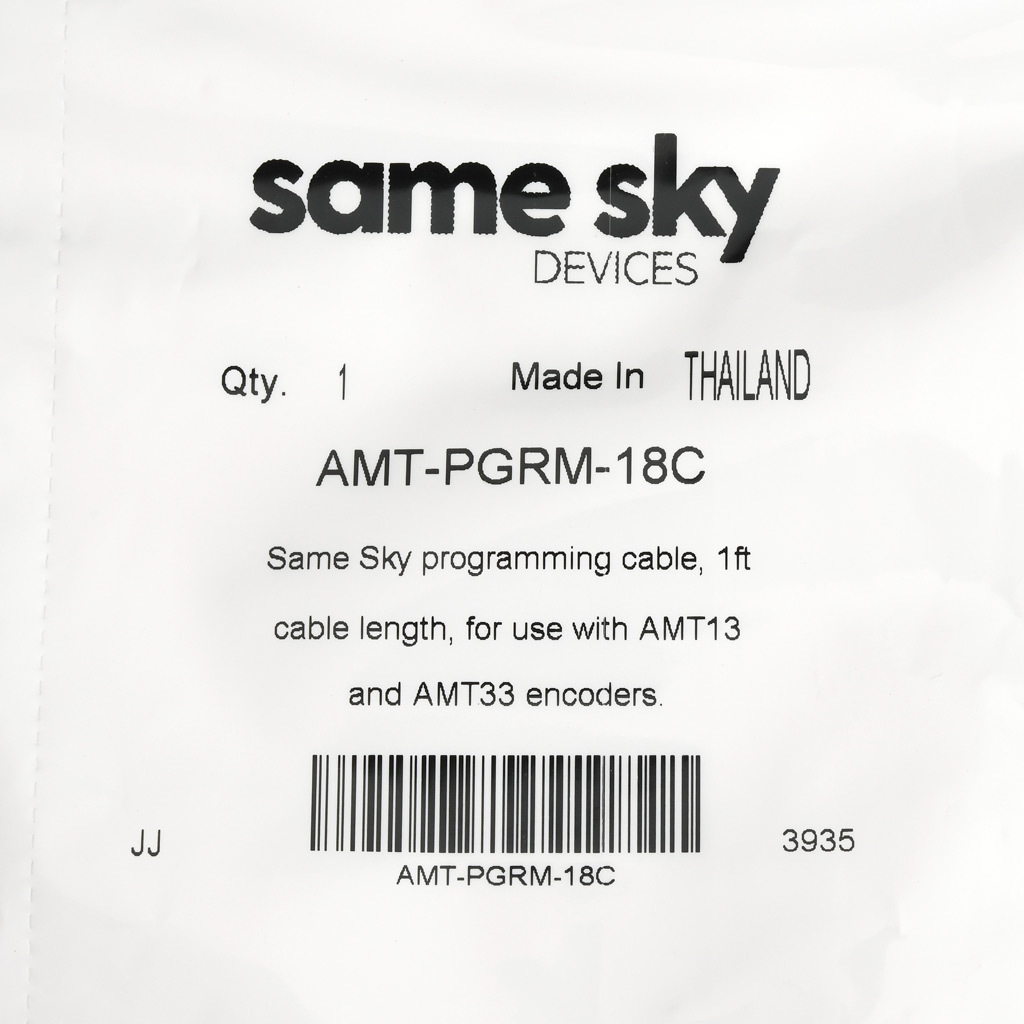 same sky
DEVICES
Qty. 1 Made In THAILAND
AMT-PGRM-18C
Same Sky programming cable, 1ft
cable length, for use with AMT13
and AMT33 encoders.
JJ 3935
AMT-PGRM-18C